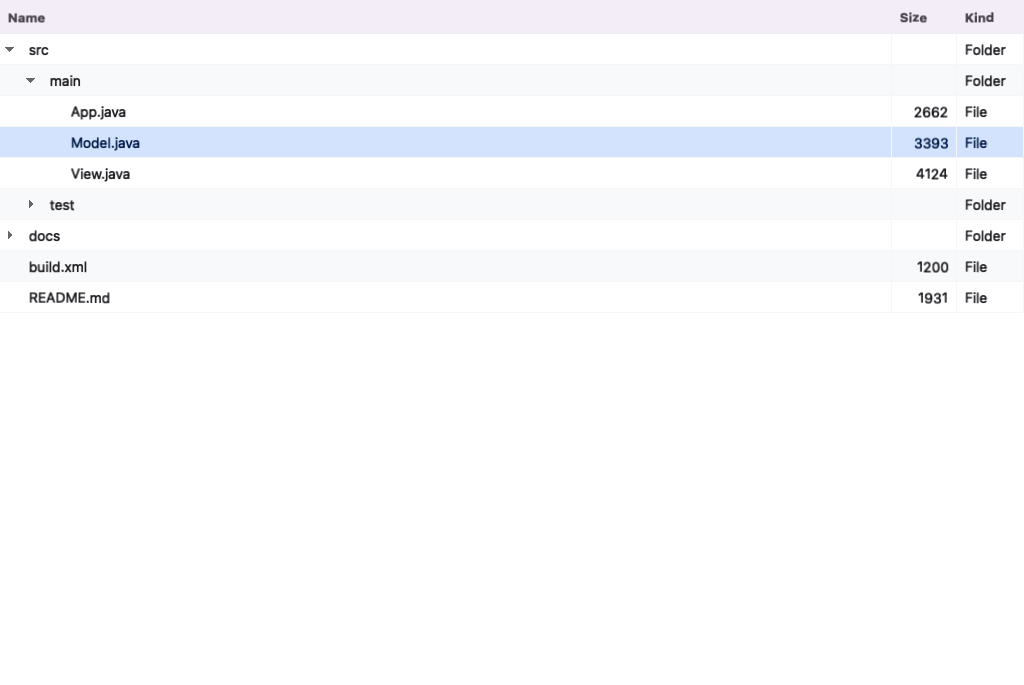 Name Size Kind
src Folder
main Folder
App.java 2662 File
Model.java 3393 File
View.java 4124 File
test Folder
docs Folder
build.xml 1200 File
README.md 1931 File